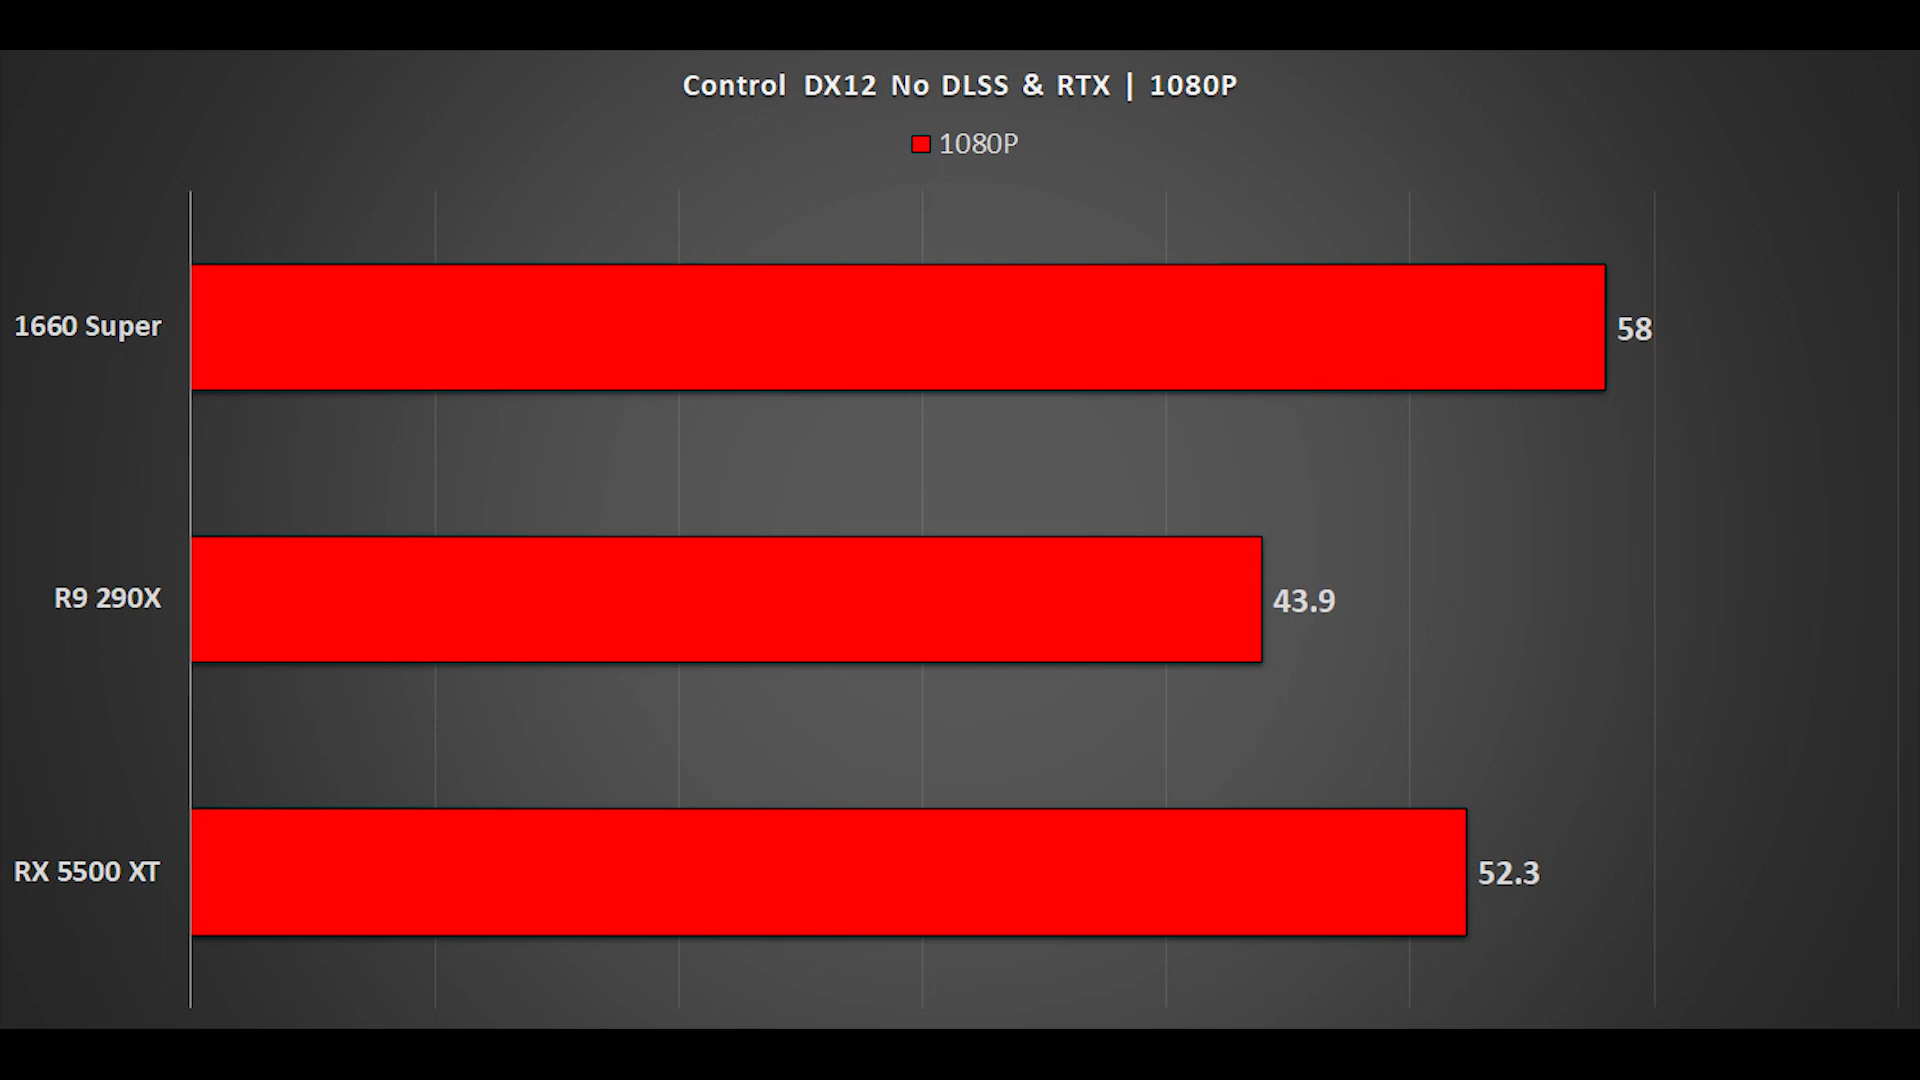 Control DX12 No DLSS & RTX | 1080P
1080P
1660 Super
58
R9 290X
43.9
RX 5500 XT
52.3